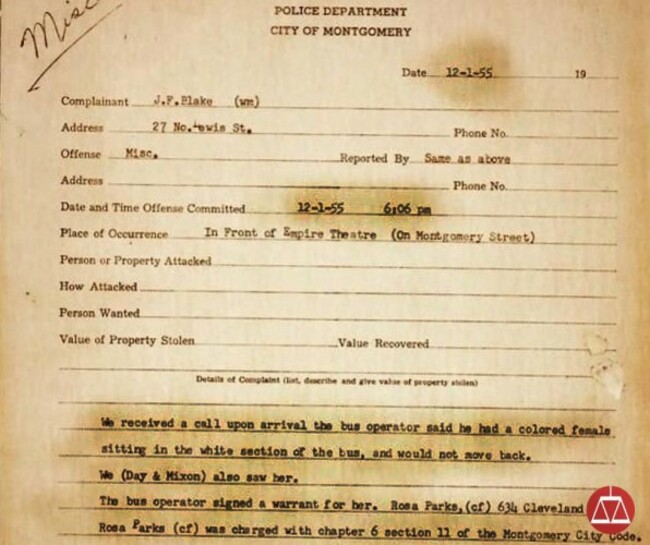 Misc
POLICE DEPARTMENT
CITY OF MONTGOMERY
Date 12-1-55 19
Complainant J.F.Blake (wm)
Address 27 No.Lewis St. Phone No.
Offense Misc. Reported By Same as above
Address Phone No.
Date and Time Offense Committed 12-1-55 6:06 pm
Place of Occurrence In Front of Empire Theatre (On Montgomery Street)
Person or Property Attacked
How Attacked
Person Wanted
Value of Property Stolen Value Recovered
Details of Complaint (list, describe and give value of property stolen)
We received a call upon arrival the bus operator said he had a colored female
sitting in the white section of the bus, and would not move back.
We (Day & Mixon) also saw her.
The bus operator signed a warrant for her. Rosa Parks,(cf) 634 Cleveland
Rosa Parks (cf) was charged with chapter 6 section 11 of the Montgomery City Code.